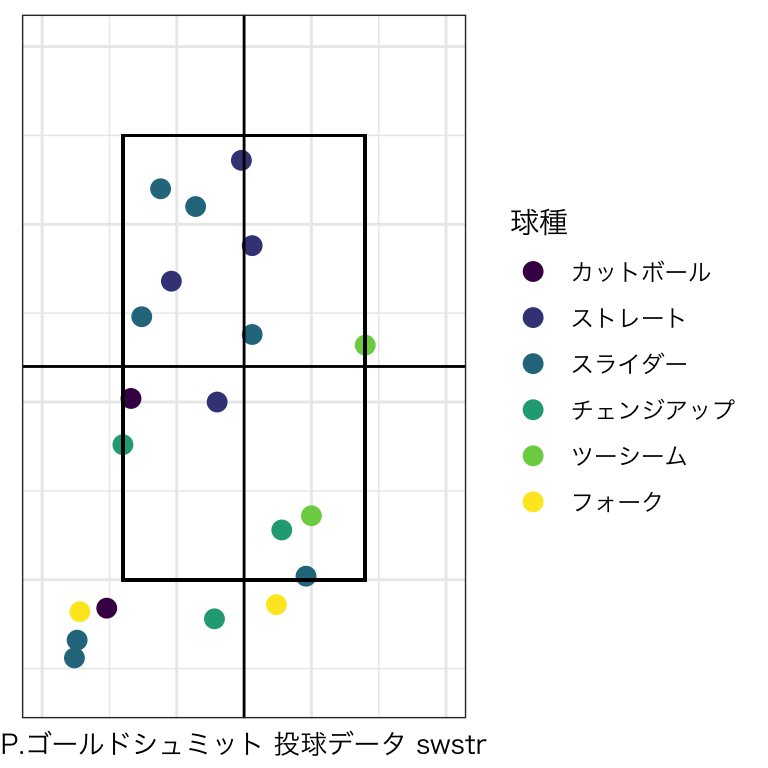 球種
カットボール
ストレート
スライダー
チェンジアップ
ツーシーム
フォーク
P.ゴールドシュミット 投球データ swstr